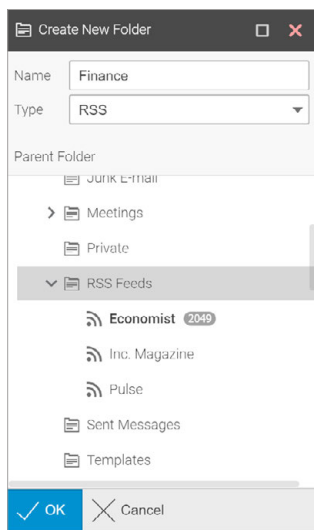 Create New Folder
Name Finance
Type RSS
Parent Folder
Junk E-mail
Meetings
Private
RSS Feeds
Economist 2049
Inc. Magazine
Pulse
Sent Messages
Templates
OK Cancel